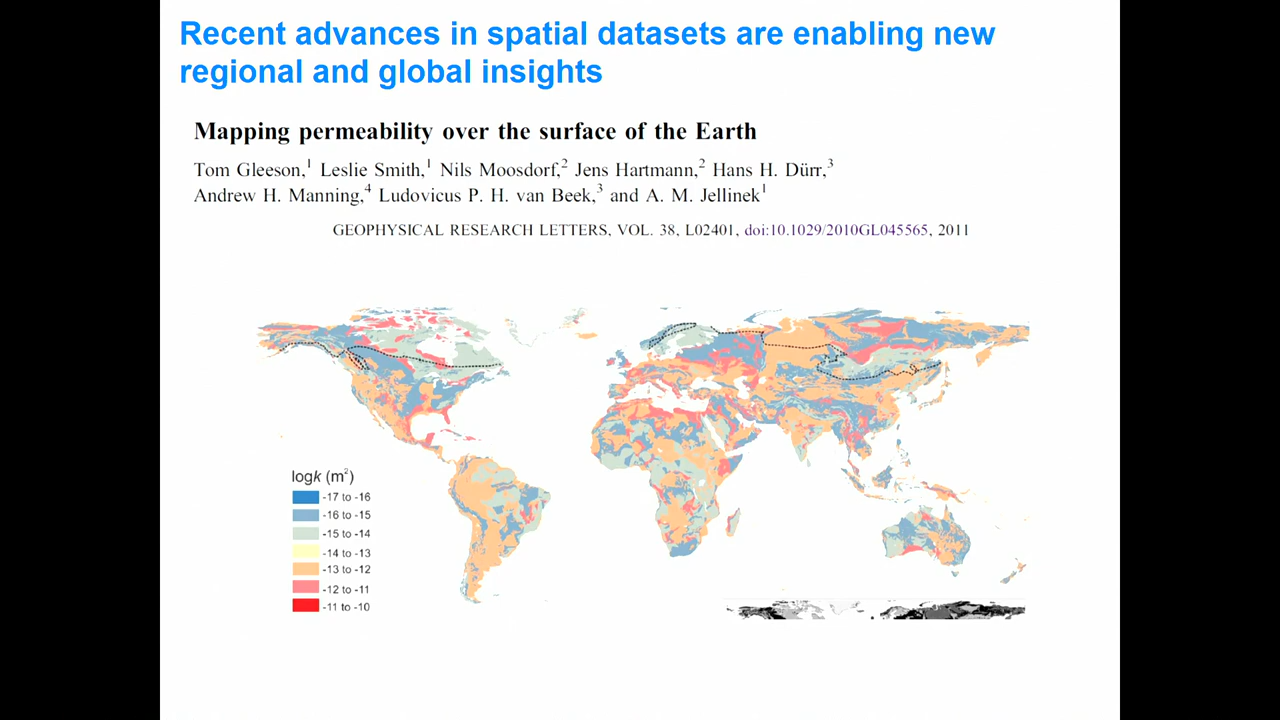 Recent advances in spatial datasets are enabling new
regional and global insights
Mapping permeability over the surface of the Earth
Tom Gleeson,1 Leslie Smith,1 Nils Moosdorf,2 Jens Hartmann,2 Hans H. Dürr,3
Andrew H. Manning,4 Ludovicus P. H. van Beek,3 and A. M. Jellinek1
GEOPHYSICAL RESEARCH LETTERS, VOL. 38, L02401, doi:10.1029/2010GL045565, 2011
logk (m2)
-17 to -16
-16 to -15
-15 to -14
-14 to -13
-13 to -12
-12 to -11
-11 to -10